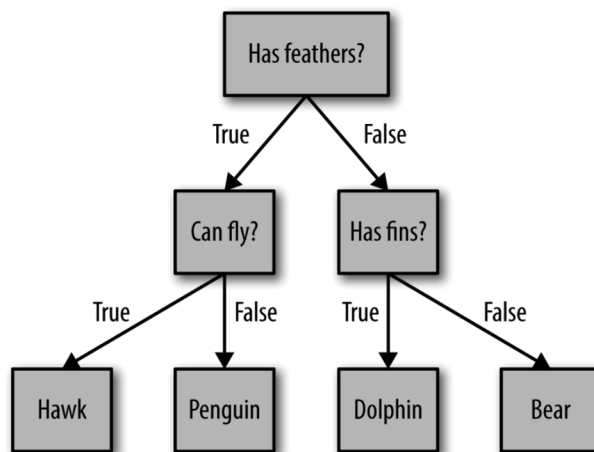 Has feathers?
True
False
Can fly?
Has fins?
True
False
True
False
Hawk
Penguin
Dolphin
Bear